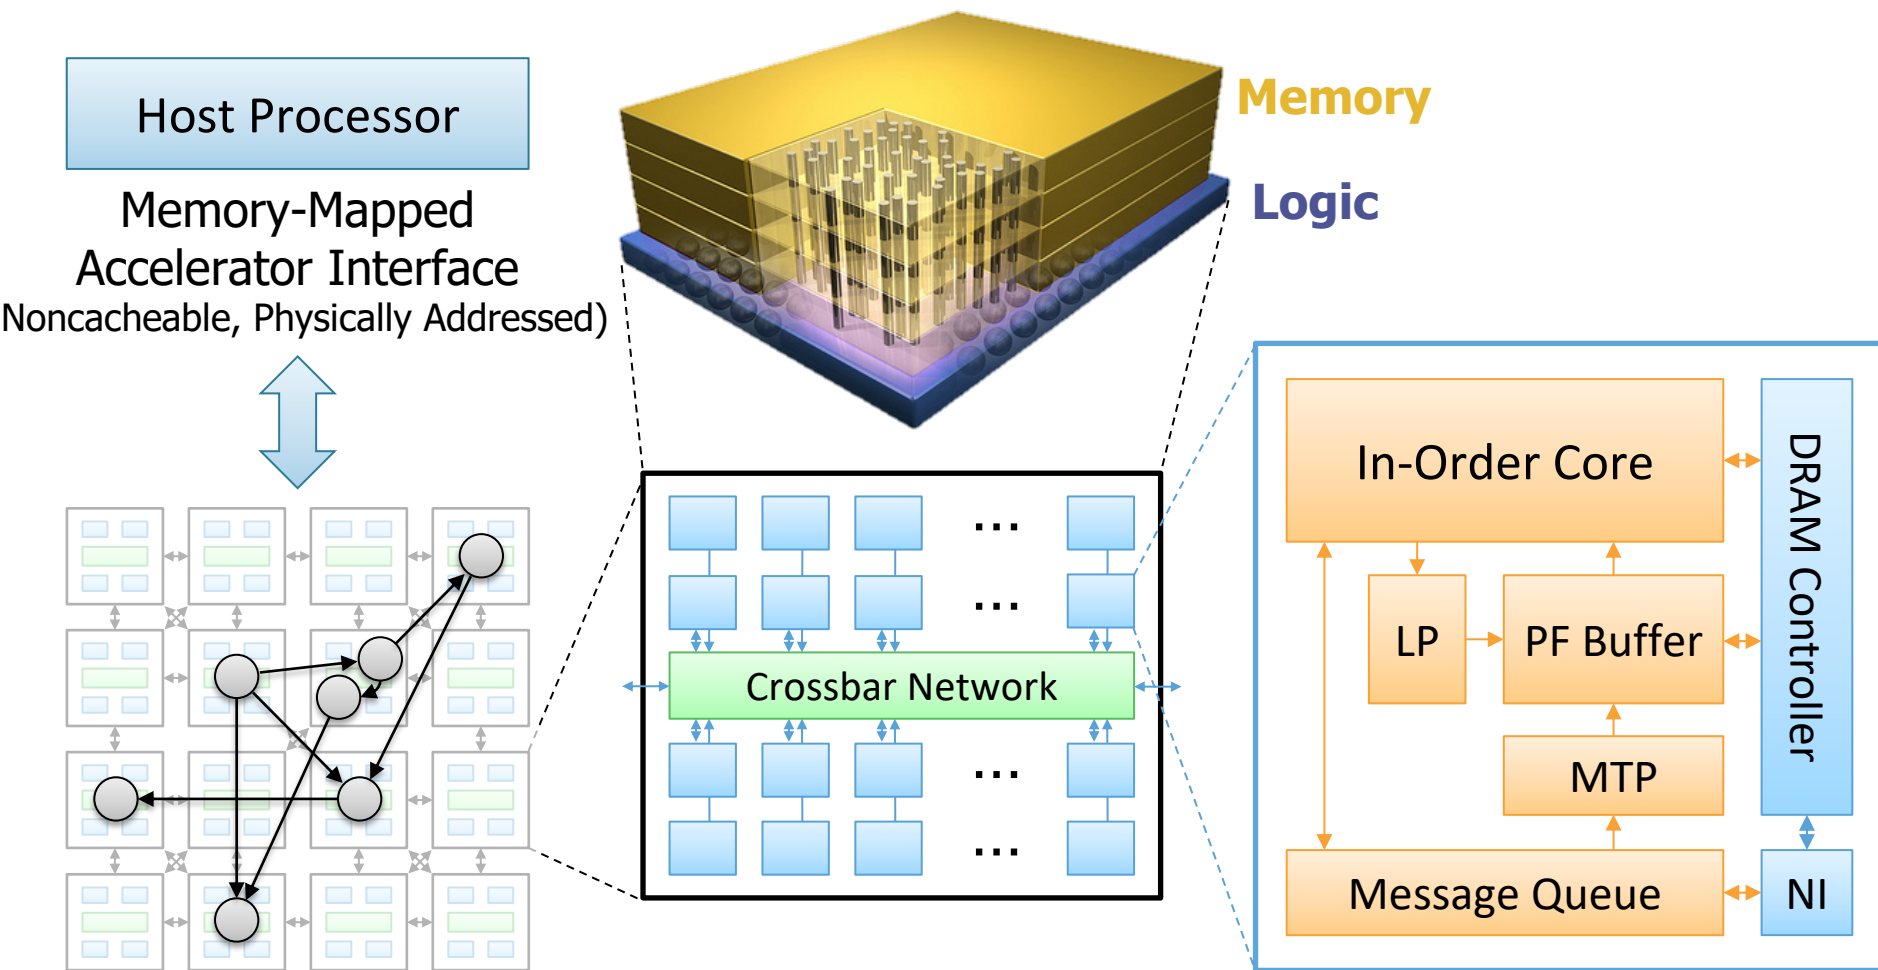 Host Processor
Memory-Mapped
Accelerator Interface
Noncacheable, Physically Addressed)
Memory
Logic
...
...
Crossbar Network
...
...
In-Order Core
LP
PF Buffer
MTP
Message Queue
DRAM Controller
NI